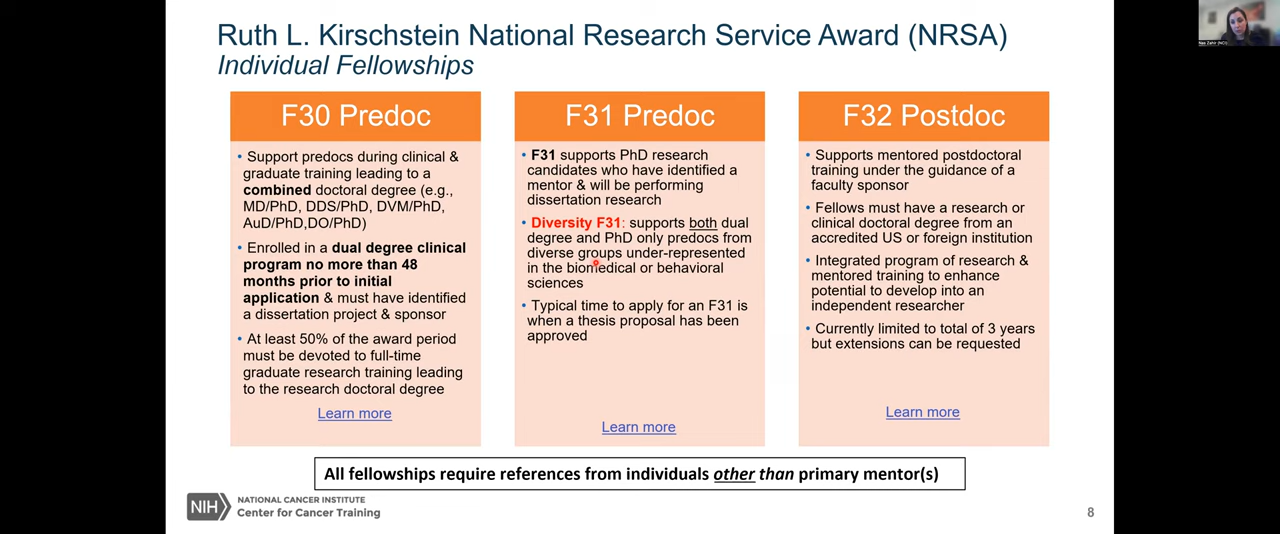 Ruth L. Kirschstein National Research Service Award (NRSA)
Individual Fellowships
F30 Predoc
• Support predocs during clinical &
graduate training leading to a
combined doctoral degree (e.g.,
MD/PhD, DDS/PhD, DVM/PhD,
AuD/PhD,DO/PhD)
• Enrolled in a dual degree clinical
program no more than 48
months prior to initial
application & must have identified
a dissertation project & sponsor
• At least 50% of the award period
must be devoted to full-time
graduate research training leading
to the research doctoral degree
Learn more
F31 Predoc
• F31 supports PhD research
candidates who have identified a
mentor & will be performing
dissertation research
• Diversity F31: supports both dual
degree and PhD only predocs from
diverse groups under-represented
in the biomedical or behavioral
sciences
• Typical time to apply for an F31 is
when a thesis proposal has been
approved
Learn more
F32 Postdoc
• Supports mentored postdoctoral
training under the guidance of a
faculty sponsor
• Fellows must have a research or
clinical doctoral degree from an
accredited US or foreign institution
• Integrated program of research &
mentored training to enhance
potential to develop into an
independent researcher
• Currently limited to total of 3 years
but extensions can be requested
Learn more
All fellowships require references from individuals other than primary mentor(s)
NIH
NATIONAL CANCER INSTITUTE
Center for Cancer Training
8
Nas Zahir (NCI)